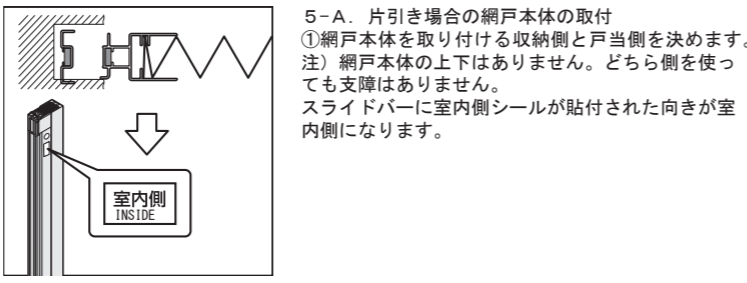 5-A. 片引き場合の網戸本体の取付
①網戸本体を取り付ける収納側と戸当側を決めます。
注）網戸本体の上下はありません。どちら側を使っ
ても支障はありません。
スライドバーに室内側シールが貼付された向きが室
内側になります。
室内側
INSIDE